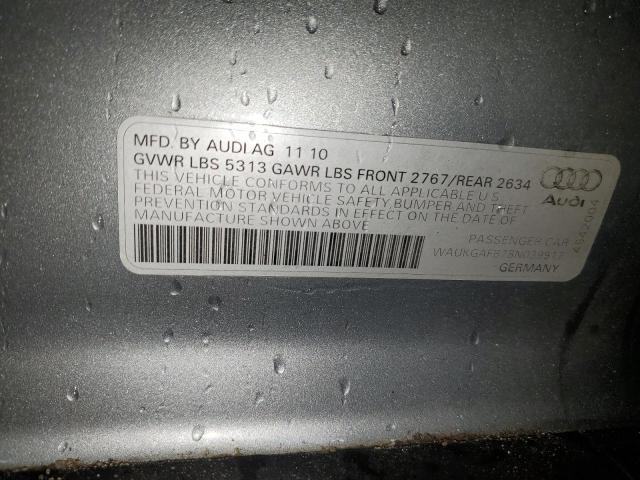 MFD. BY AUDI AG 11 10
GVWR LBS 5313 GAWR LBS FRONT 2767/REAR 2634
THIS VEHICLE CONFORMS TO ALL APPLICABLE U S
FEDERAL MOTOR VEHICLE SAFETY,BUMPER AND THEFT
PREVENTION STANDARDS IN EFFECT ON THE DATE OF
MANUFACTURE SHOWN ABOVE
Audi
PASSENGER CAR
GERMANY